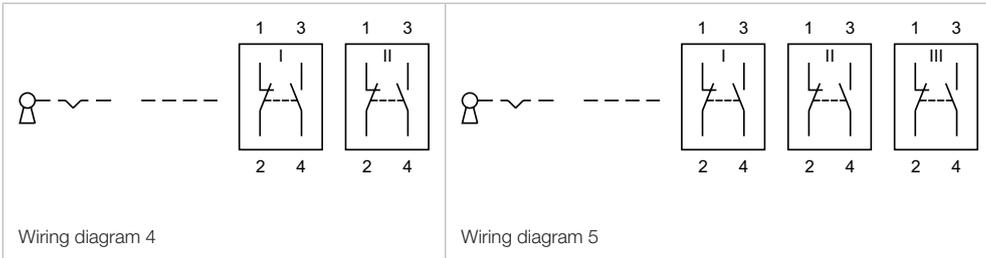 1 3 1 3
I II
2 4 2 4
Wiring diagram 4
1 3 1 3 1 3
I II III
2 4 2 4 2 4
Wiring diagram 5